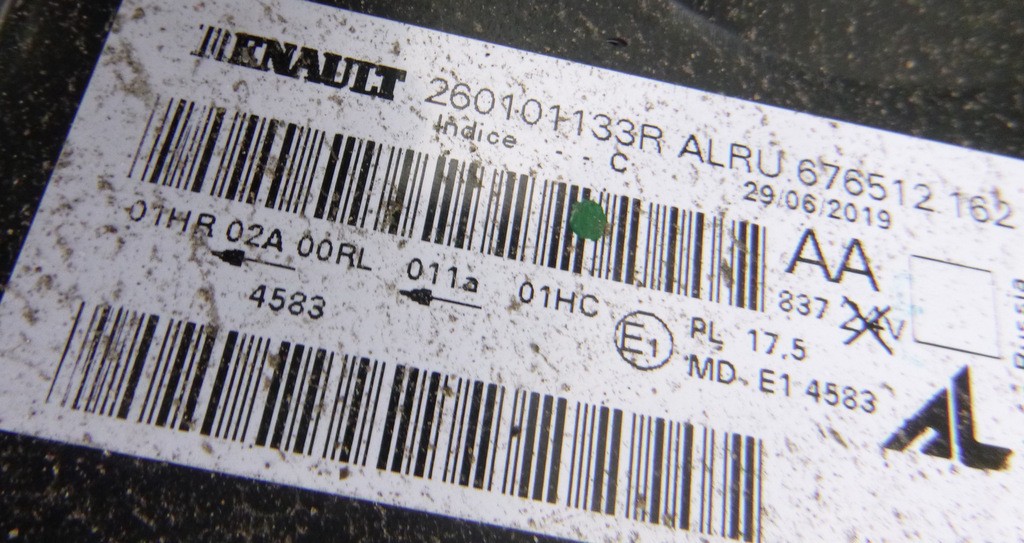 RENAULT 260101133R ALRU 676512 162
Indice - - C 29/06/2019
AA
01HR 02A 00RL 011a 01HC 837 24V
4583 E1 PL 17,5
MD- E1 4583
AL